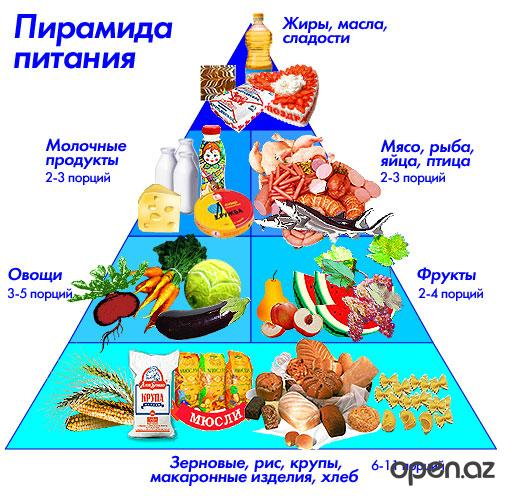 Пирамида
питания
Жиры, масла,
сладости
Молочные
продукты
2-3 порций
Мясо, рыба,
яйца, птица
2-3 порций
ДРУЖБА
Овощи
3-5 порций
Фрукты
2-4 порций
КРУПА
МЮСЛИ
Зерновые, рис, крупы,
макаронные изделия, хлеб
6-11 порций
open.az